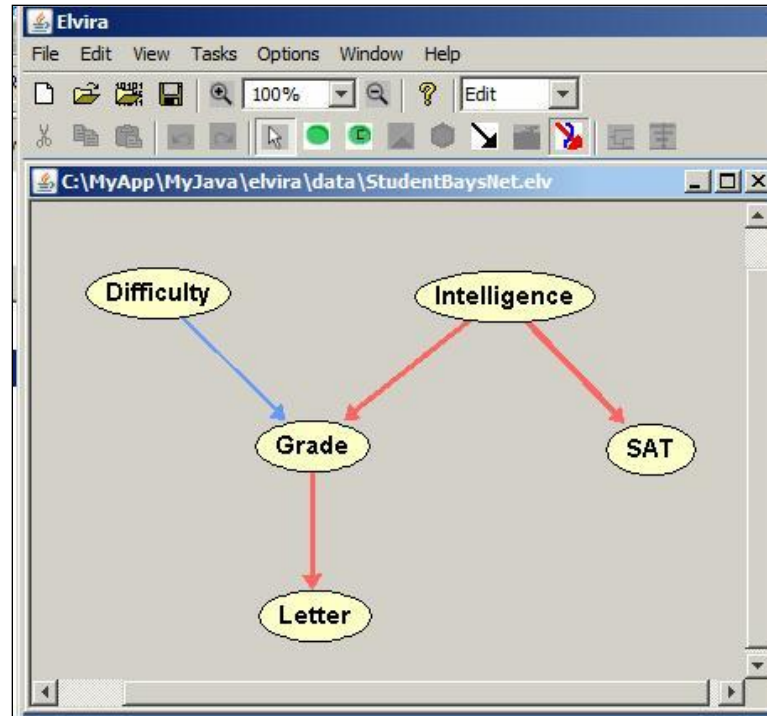 Elvira
File Edit View Tasks Options Window Help
100% Edit
C:\MyApp\MyJava\elvira\data\StudentBaysNet.elv
Difficulty
Intelligence
Grade
SAT
Letter